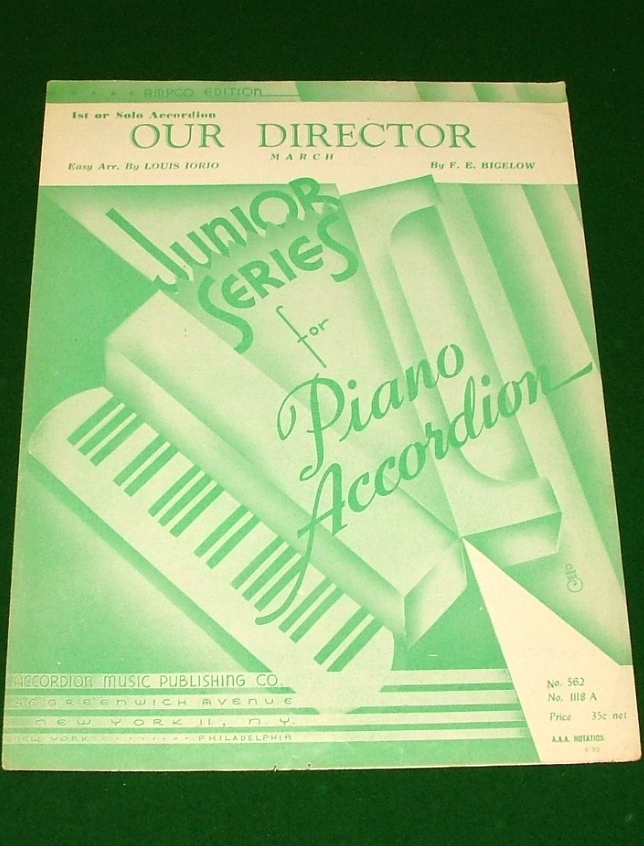 AMPCO EDITION
1st or Solo Accordion
OUR DIRECTOR
MARCH
Easy Arr. By LOUIS IORIO By F. E. BIGELOW
JUNIOR
SERIES
for
Piano
Accordion
ACCORDION MUSIC PUBLISHING CO.
46 GREENWICH AVENUE
NEW YORK 11, N.Y.
NEW YORK PHILADELPHIA
No. 562
No. 1118 A
Price 35c net
A.A.A. NOTATION